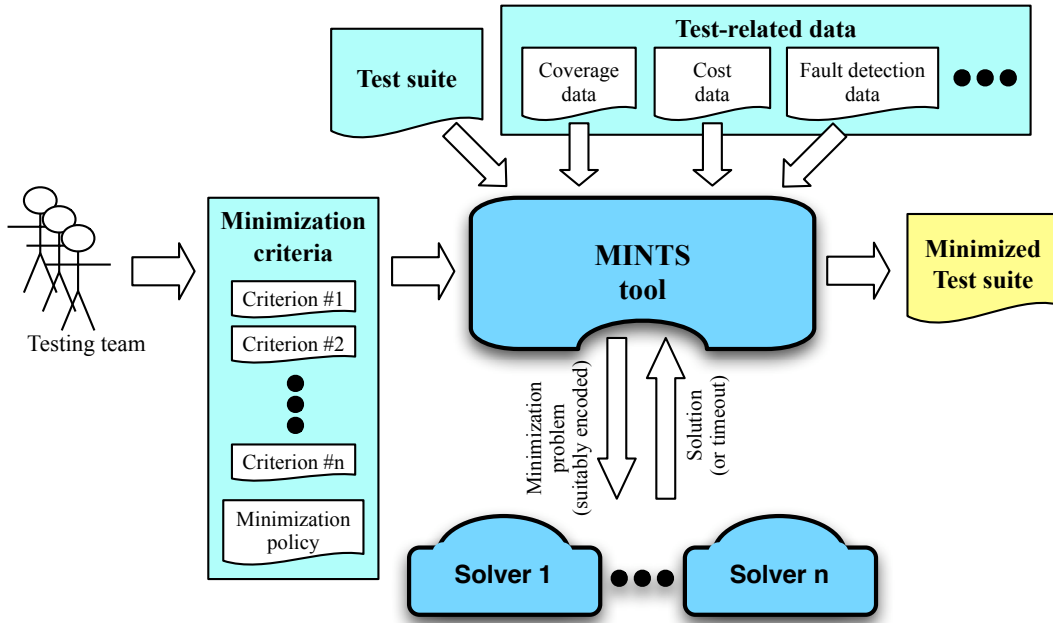 Test-related data
Test suite
Coverage
data
Cost
data
Fault detection
data
Minimization
criteria
Criterion #1
Criterion #2
Criterion #n
Minimization
policy
Testing team
MINTS
tool
Minimized
Test suite
Minimization
problem
(suitably encoded)
Solution
(or timeout)
Solver 1
Solver n